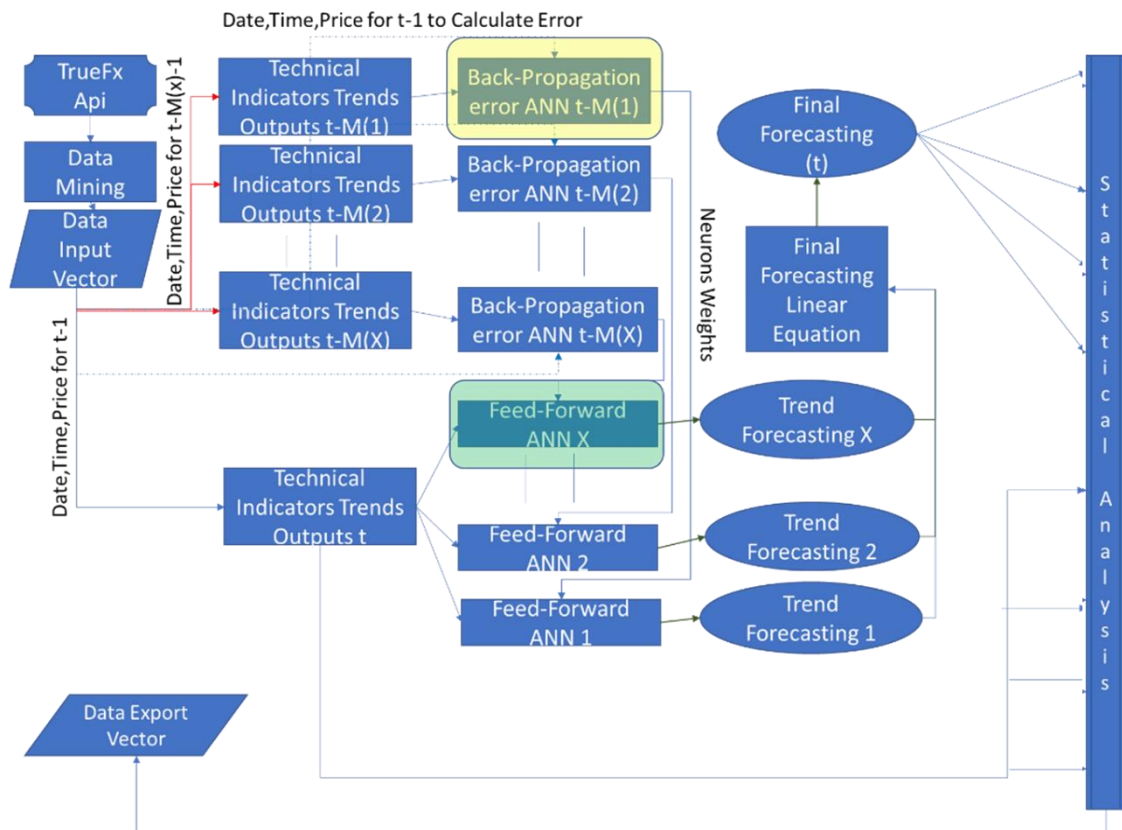 Date,Time,Price for t-1 to Calculate Error
TrueFx
Api
Data
Mining
Data
Input
Vector
Date,Time,Price for t-M(x)-1
Date,Time,Price for t-1
Technical
Indicators Trends
Outputs t-M(1)
Technical
Indicators Trends
Outputs t-M(2)
Technical
Indicators Trends
Outputs t-M(X)
Back-Propagation
error ANN t-M(1)
Back-Propagation
error ANN t-M(2)
Back-Propagation
error ANN t-M(X)
Neurons Weights
Final
Forecasting
(t)
Final
Forecasting
Linear
Equation
Technical
Indicators Trends
Outputs t
Feed-Forward
ANN X
Feed-Forward
ANN 2
Feed-Forward
ANN 1
Trend
Forecasting X
Trend
Forecasting 2
Trend
Forecasting 1
Statistical Analysis
Data Export
Vector